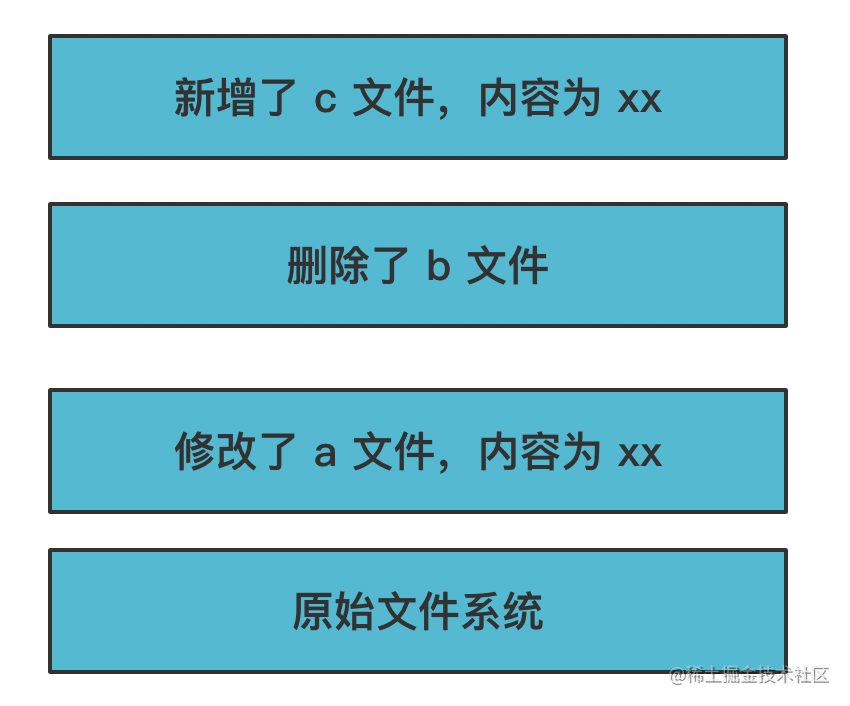 新增了 c 文件，内容为 xx
删除了 b 文件
修改了 a 文件，内容为 xx
原始文件系统
@稀土掘金技术社区